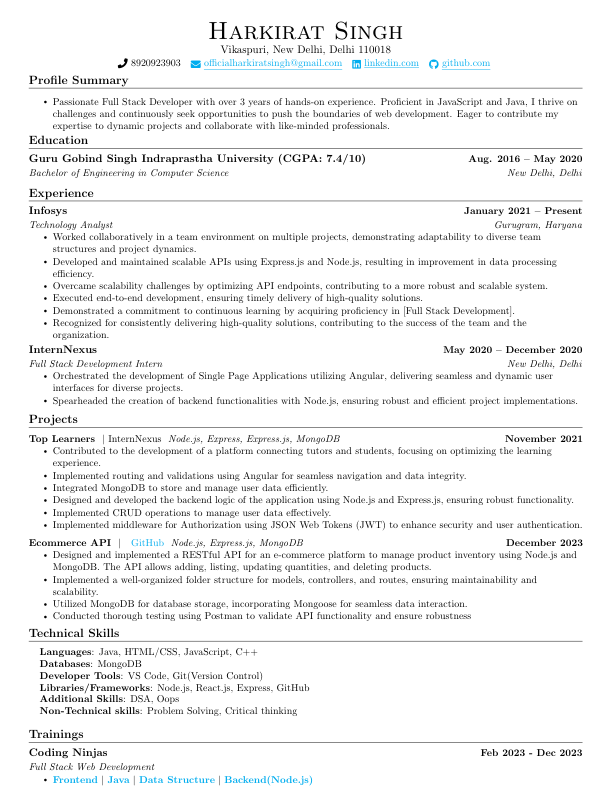 Harkirat Singh
Vikaspuri, New Delhi, Delhi 110018
8920923903 officialharkiratsingh@gmail.com linkedin.com github.com
Profile Summary
• Passionate Full Stack Developer with over 3 years of hands-on experience. Proficient in JavaScript and Java, I thrive on
challenges and continuously seek opportunities to push the boundaries of web development. Eager to contribute my
expertise to dynamic projects and collaborate with like-minded professionals.
Education
Guru Gobind Singh Indraprastha University (CGPA: 7.4/10) Aug. 2016 – May 2020
Bachelor of Engineering in Computer Science New Delhi, Delhi
Experience
Infosys January 2021 – Present
Technology Analyst Gurugram, Haryana
• Worked collaboratively in a team environment on multiple projects, demonstrating adaptability to diverse team
structures and project dynamics.
• Developed and maintained scalable APIs using Express.js and Node.js, resulting in improvement in data processing
efficiency.
• Overcame scalability challenges by optimizing API endpoints, contributing to a more robust and scalable system.
• Executed end-to-end development, ensuring timely delivery of high-quality solutions.
• Demonstrated a commitment to continuous learning by acquiring proficiency in [Full Stack Development].
• Recognized for consistently delivering high-quality solutions, contributing to the success of the team and the
organization.
InternNexus May 2020 – December 2020
Full Stack Development Intern New Delhi, Delhi
• Orchestrated the development of Single Page Applications utilizing Angular, delivering seamless and dynamic user
interfaces for diverse projects.
• Spearheaded the creation of backend functionalities with Node.js, ensuring robust and efficient project implementations.
Projects
Top Learners | InternNexus Node.js, Express, Express.js, MongoDB November 2021
• Contributed to the development of a platform connecting tutors and students, focusing on optimizing the learning
experience.
• Implemented routing and validations using Angular for seamless navigation and data integrity.
• Integrated MongoDB to store and manage user data efficiently.
• Designed and developed the backend logic of the application using Node.js and Express.js, ensuring robust functionality.
• Implemented CRUD operations to manage user data effectively.
• Implemented middleware for Authorization using JSON Web Tokens (JWT) to enhance security and user authentication.
Ecommerce API | GitHub Node.js, Express.js, MongoDB December 2023
• Designed and implemented a RESTful API for an e-commerce platform to manage product inventory using Node.js and
MongoDB. The API allows adding, listing, updating quantities, and deleting products.
• Implemented a well-organized folder structure for models, controllers, and routes, ensuring maintainability and
scalability.
• Utilized MongoDB for database storage, incorporating Mongoose for seamless data interaction.
• Conducted thorough testing using Postman to validate API functionality and ensure robustness
Technical Skills
Languages: Java, HTML/CSS, JavaScript, C++
Databases: MongoDB
Developer Tools: VS Code, Git(Version Control)
Libraries/Frameworks: Node.js, React.js, Express, GitHub
Additional Skills: DSA, Oops
Non-Technical skills: Problem Solving, Critical thinking
Trainings
Coding Ninjas Feb 2023 - Dec 2023
Full Stack Web Development
• Frontend | Java | Data Structure | Backend(Node.js)